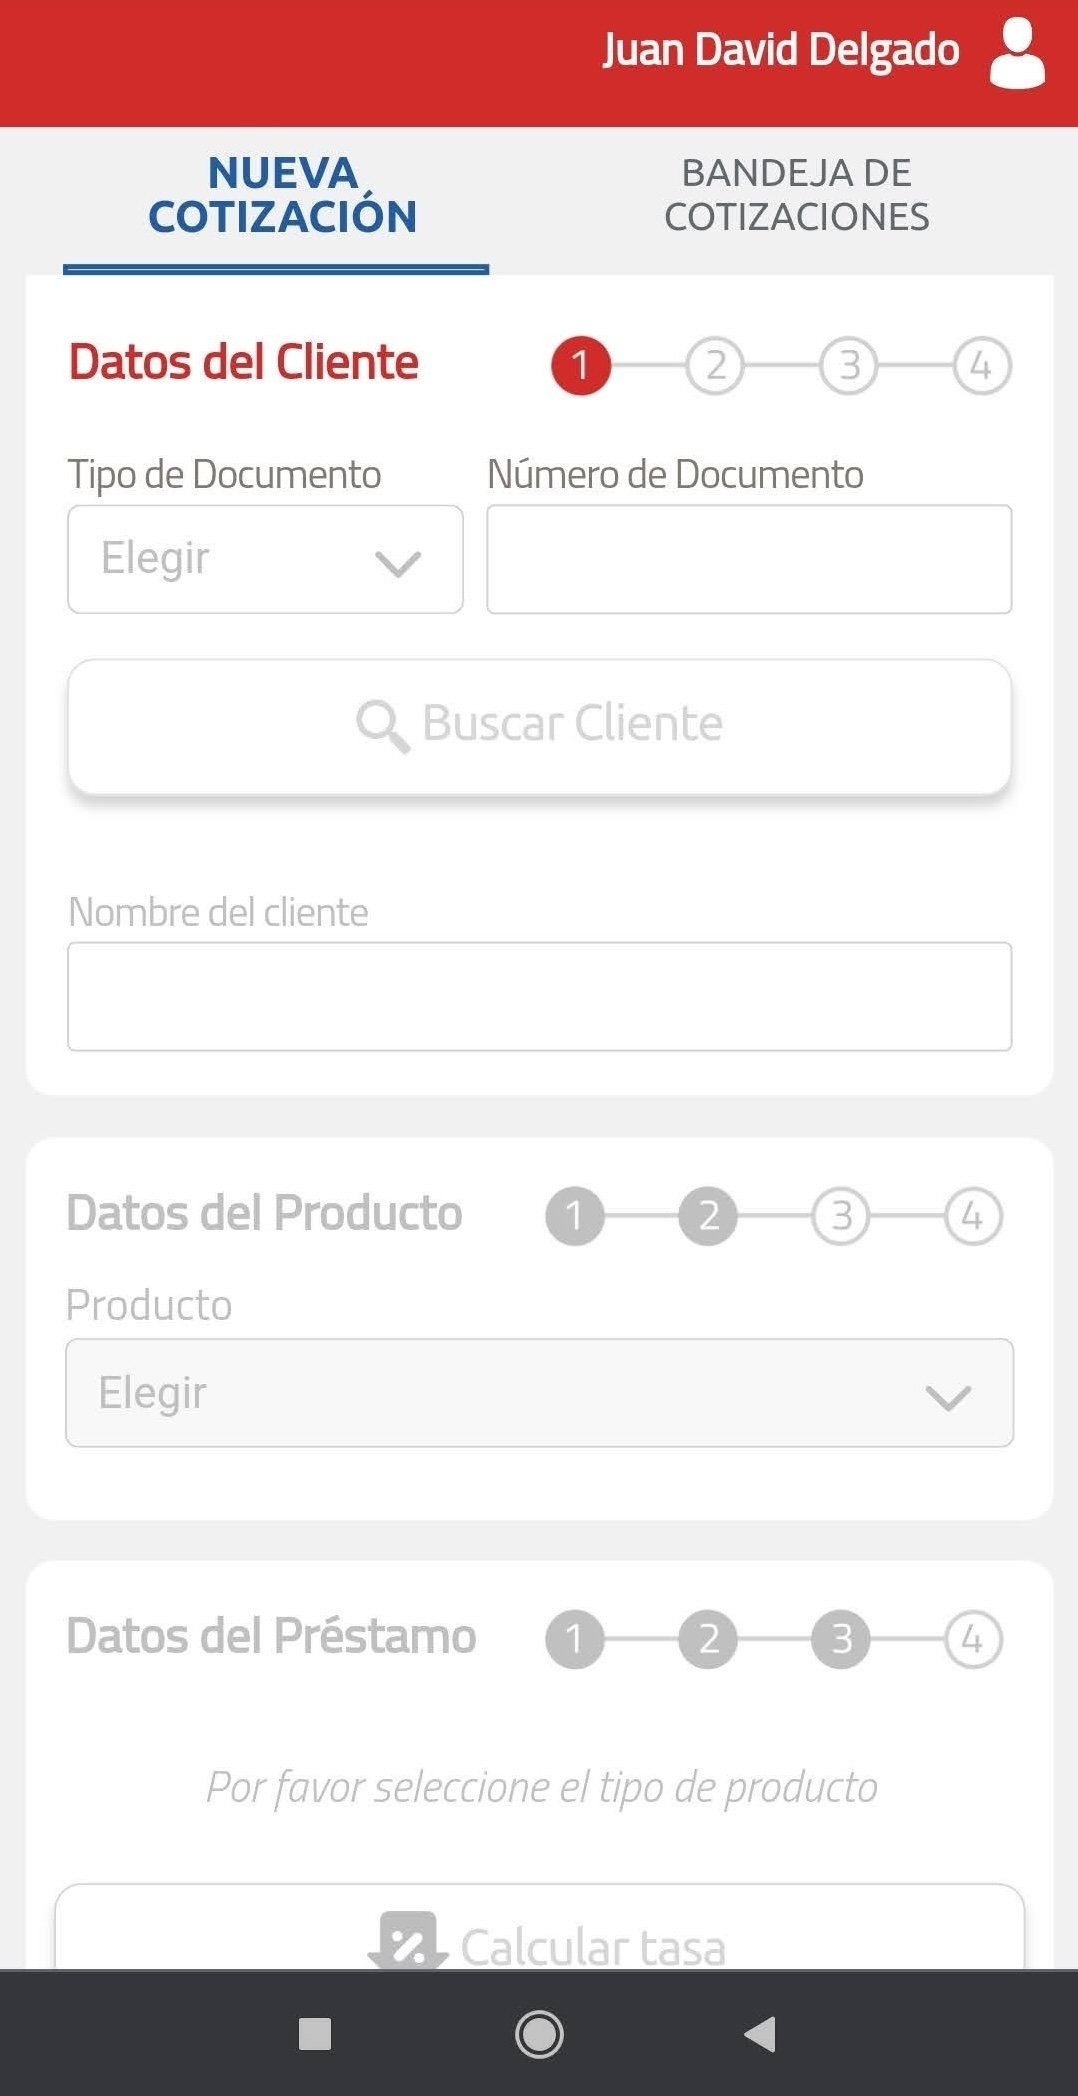 Juan David Delgado
NUEVA
COTIZACIÓN
BANDEJA DE
COTIZACIONES
Datos del Cliente
1 2 3 4
Tipo de Documento
Número de Documento
Elegir
Buscar Cliente
Nombre del cliente
Datos del Producto
1 2 3 4
Producto
Elegir
Datos del Préstamo
1 2 3 4
Por favor seleccione el tipo de producto
Calcular tasa